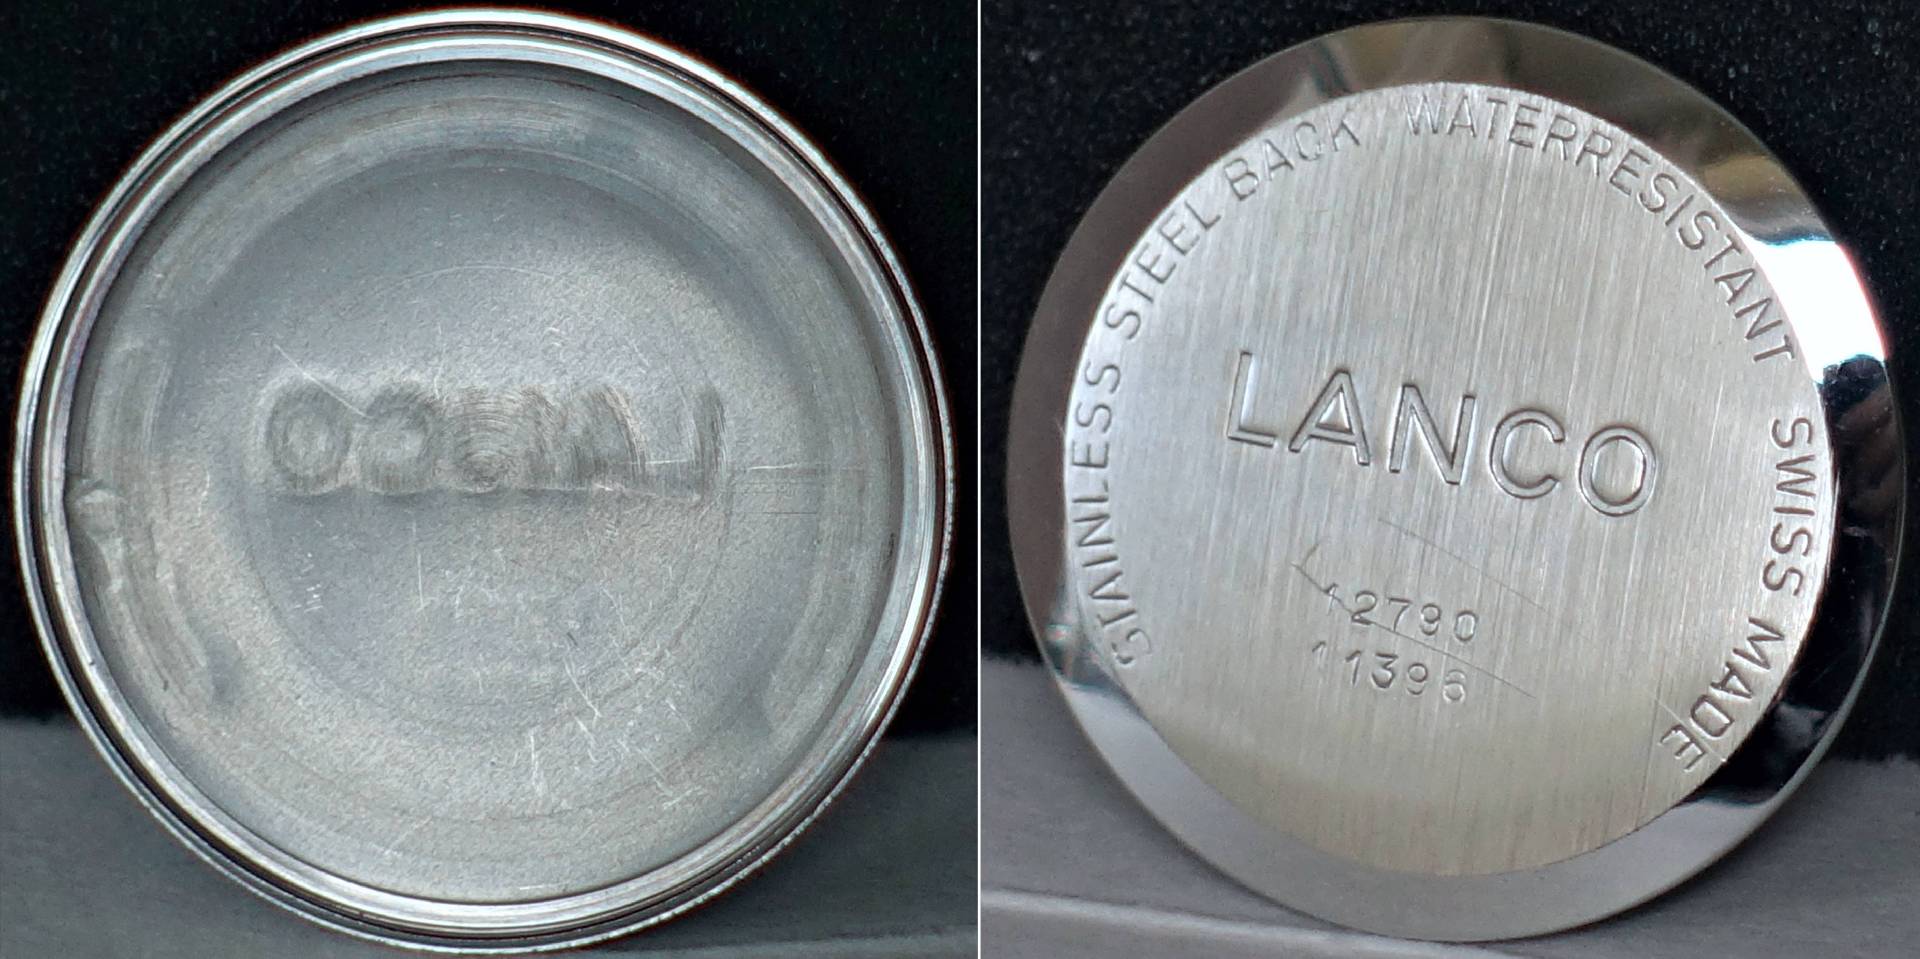 STAINLESS STEEL BACK WATERRESISTANT SWISS MADE
LANCO
12790
11396